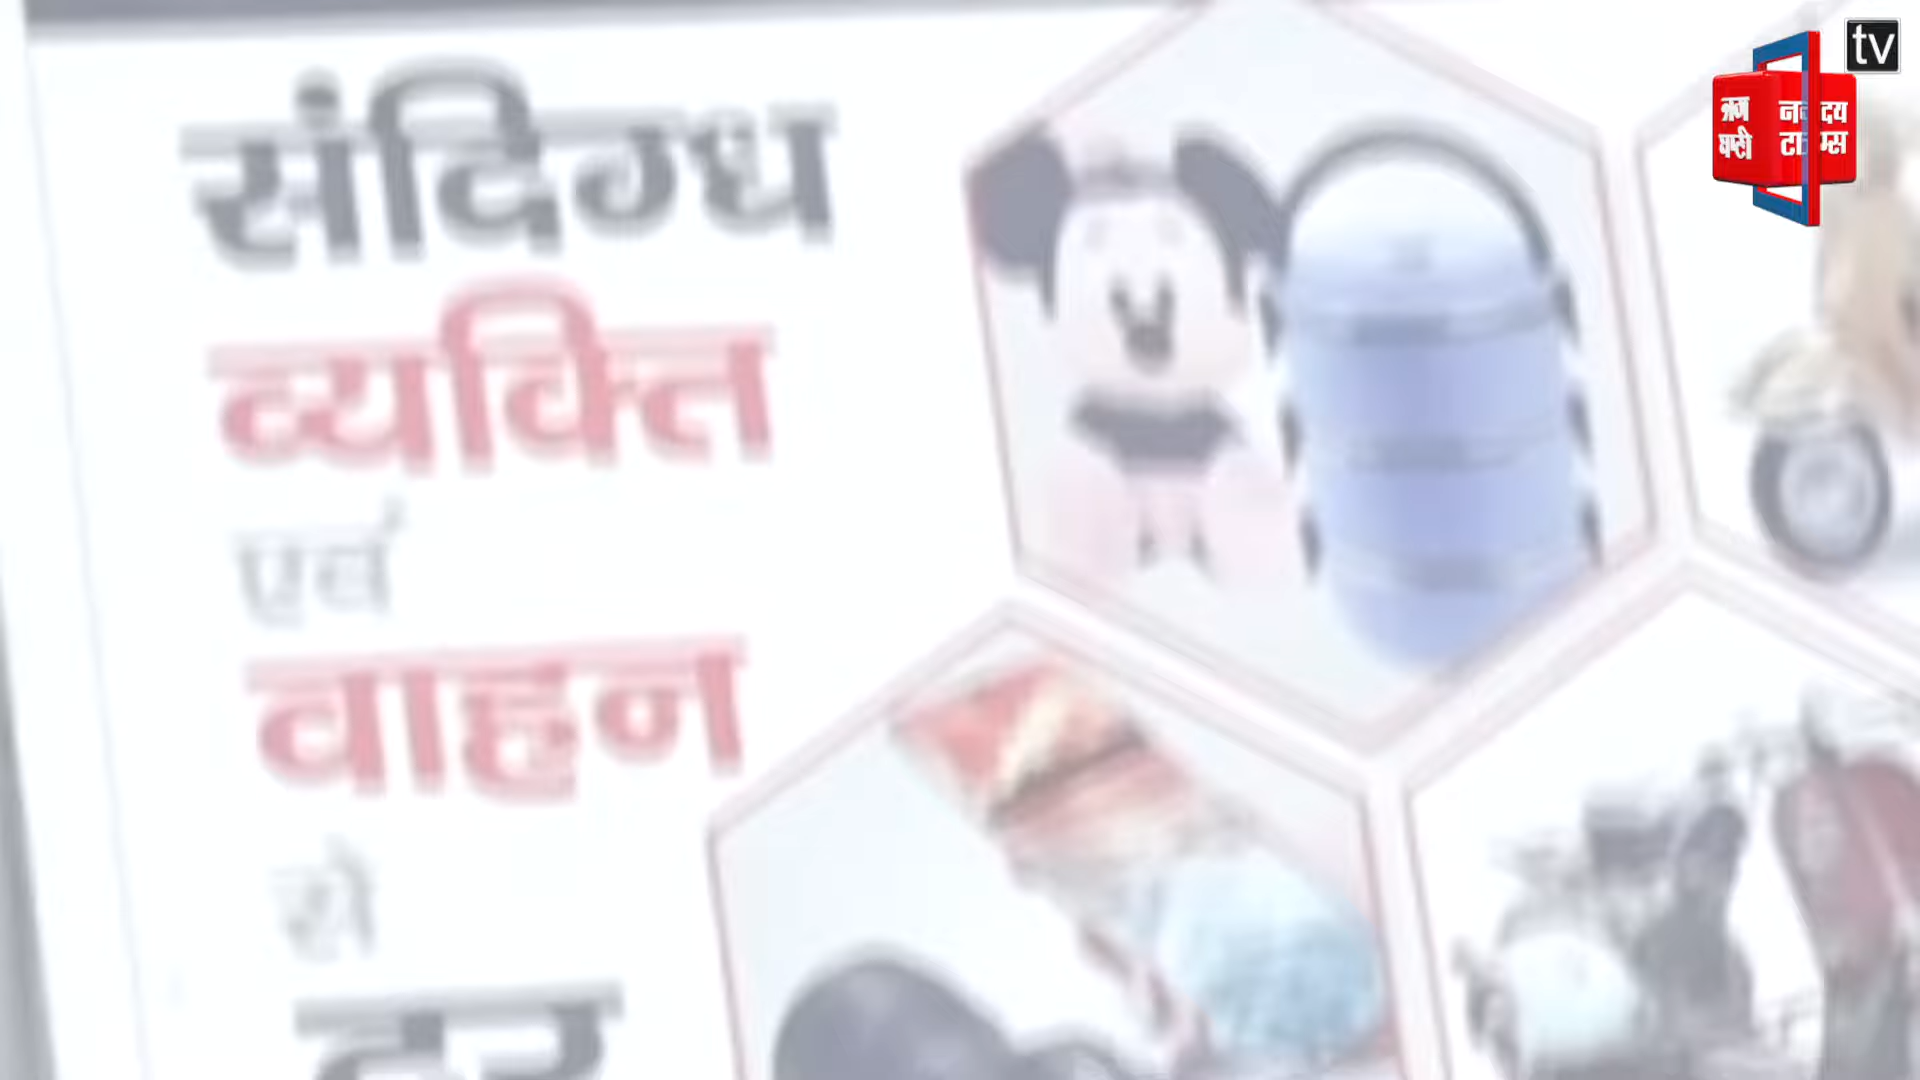 संदिग्ध
व्यक्ति
एवं
वाहन
से
दूर
tv